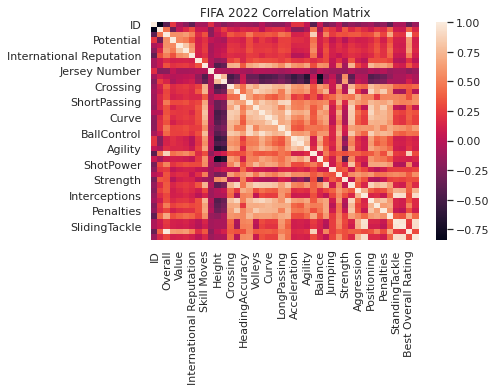 FIFA 2022 Correlation Matrix
ID
Potential
International Reputation
Jersey Number
Crossing
ShortPassing
Curve
BallControl
Agility
ShotPower
Strength
Interceptions
Penalties
SlidingTackle
ID
Overall
Value
International Reputation
Skill Moves
Height
Crossing
HeadingAccuracy
Volleys
Curve
LongPassing
Acceleration
Agility
Balance
Jumping
Strength
Aggression
Positioning
Penalties
StandingTackle
Best Overall Rating
1.00
0.75
0.50
0.25
0.00
−0.25
−0.50
−0.75